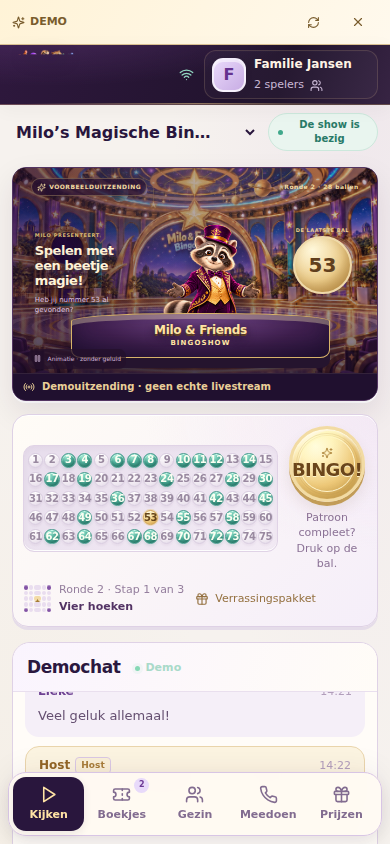 DEMO
F
Familie Jansen
2 spelers
Milo’s Magische Bin...
De show is bezig
VOORBEELDUITZENDING
Ronde 2 · 28 ballen
MILO PRESENTEERT
Spelen met
een beetje
magie!
Heb nummer 53 al
gevonden?
DE LAATSTE BAL
53
Milo & Friends
BINGOSHOW
Animatie · zonder geluid
Demouitzending · geen echte livestream
1 2 3 4 5 6 7 8 9 10 11 12 13 14 15
16 17 18 19 20 21 22 23 24 25 26 27 28 29 30
31 32 33 34 35 36 37 38 39 40 41 42 43 44 45
46 47 48 49 50 51 52 53 54 55 56 57 58 59 60
61 62 63 64 65 66 67 68 69 70 71 72 73 74 75
BINGO!
Patroon
compleet?
Druk op de
bal.
Ronde 2 · Stap 1 van 3
Vier hoeken
Verrassingspakket
Demochat
Demo
Lieke 14:21
Veel geluk allemaal!
Host Host 14:22
Kijken
2
Boekjes
Gezin
Meedoen
Prijzen